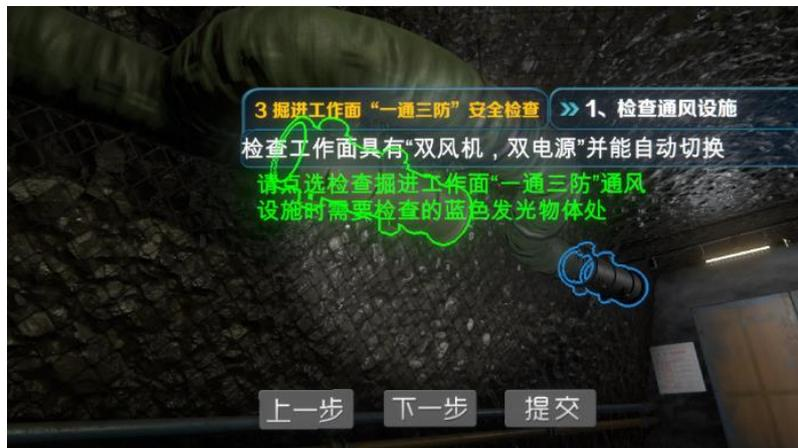 3 掘进工作面“一通三防”安全检查 >> 1、检查通风设施
检查工作面具有“双风机，双电源”并能自动切换
请点选检查掘进工作面“一通三防”通风
设施时需要检查的蓝色发光物体处
上一步 下一步 提交